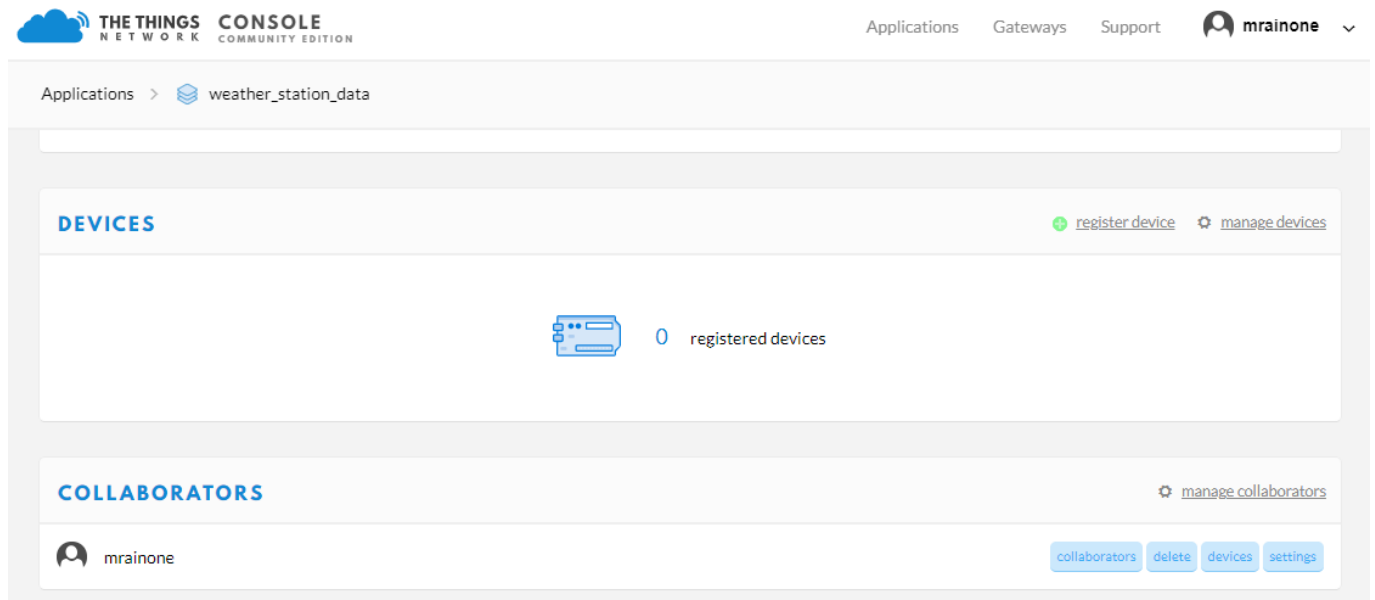 THE THINGS NETWORK CONSOLE COMMUNITY EDITION
Applications Gateways Support mrainone
Applications > weather_station_data
DEVICES register device manage devices
0 registered devices
COLLABORATORS manage collaborators
mrainone collaborators delete devices settings